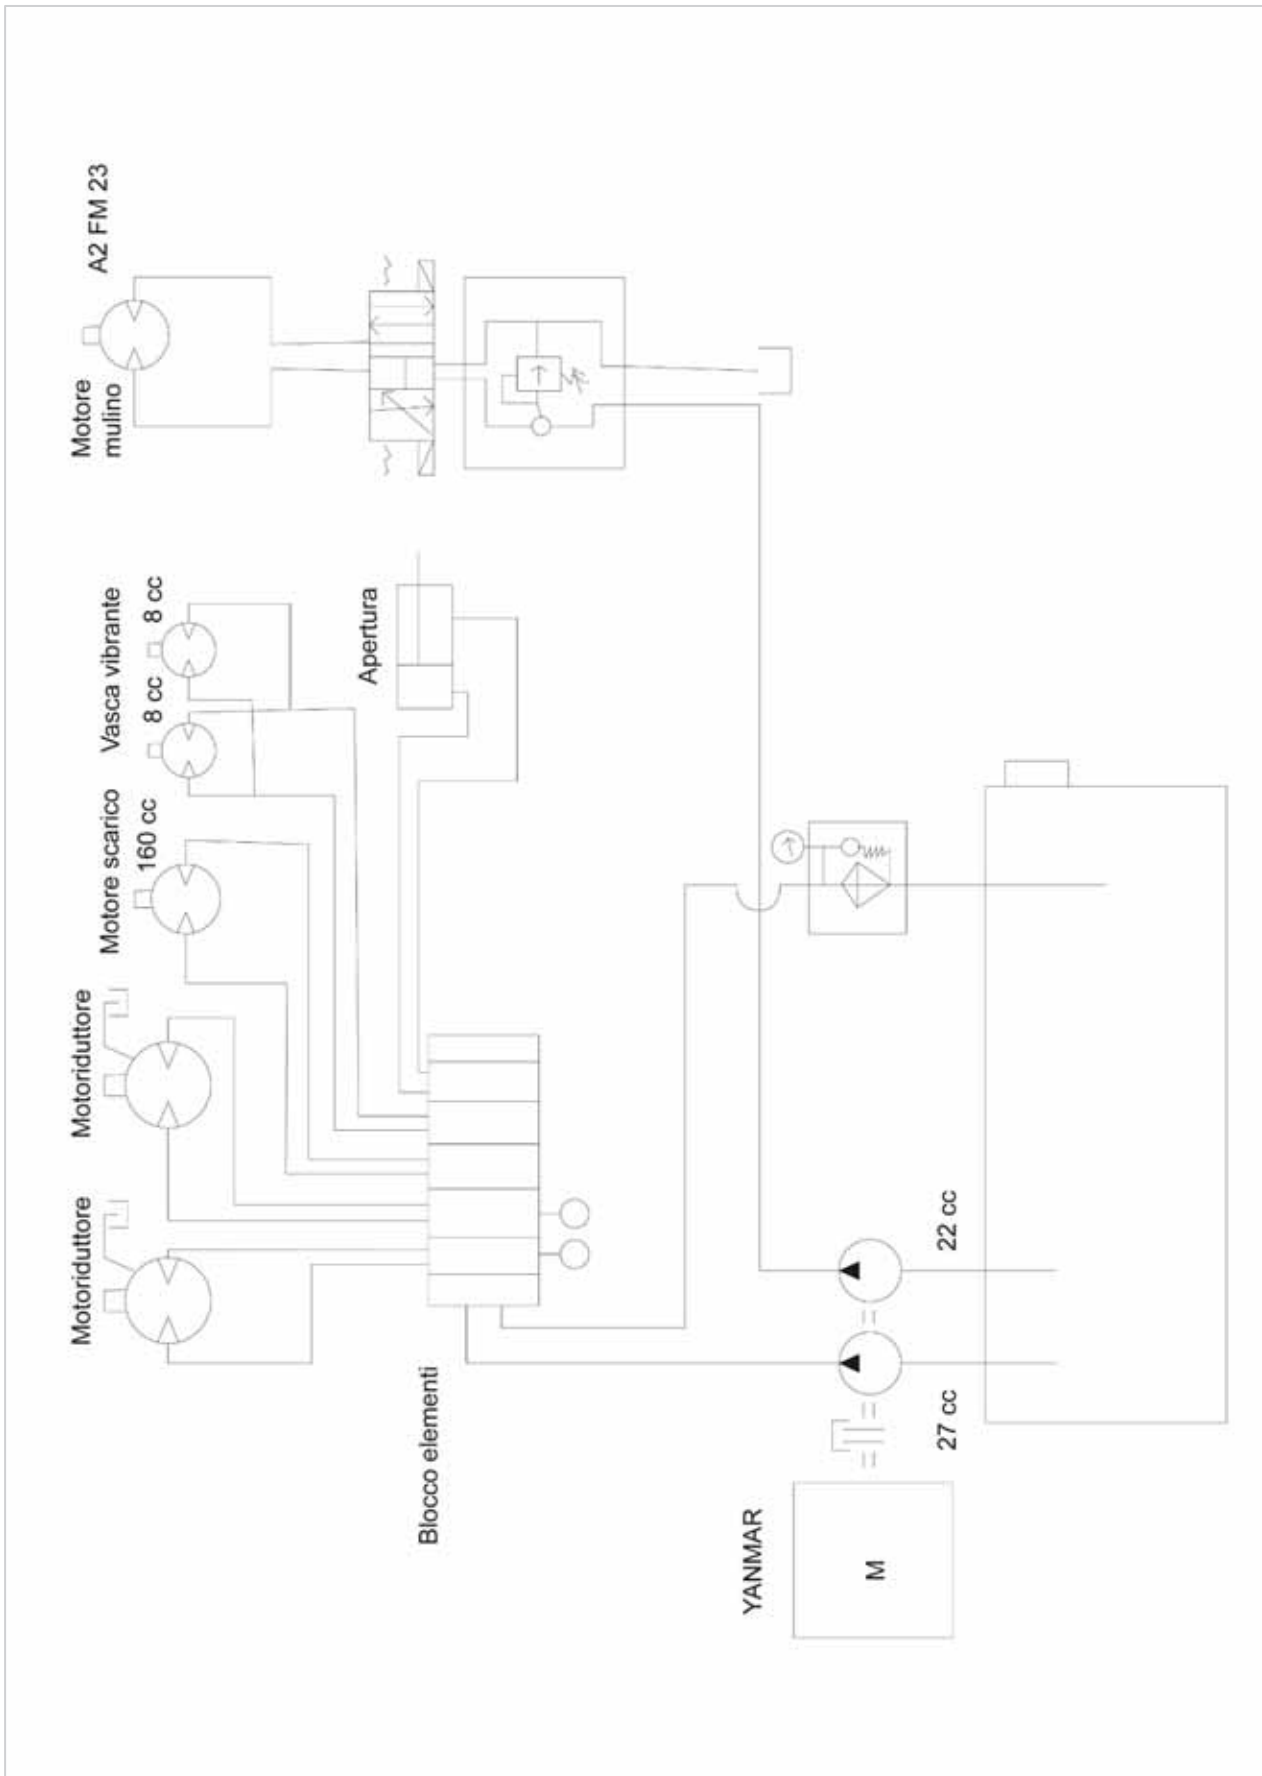 Motoriduttore
Motoriduttore
Motore scarico
160 cc
Vasca vibrante
8 cc
8 cc
Motore
mulino
A2 FM 23
Apertura
Blocco elementi
YANMAR
M
27 cc
22 cc